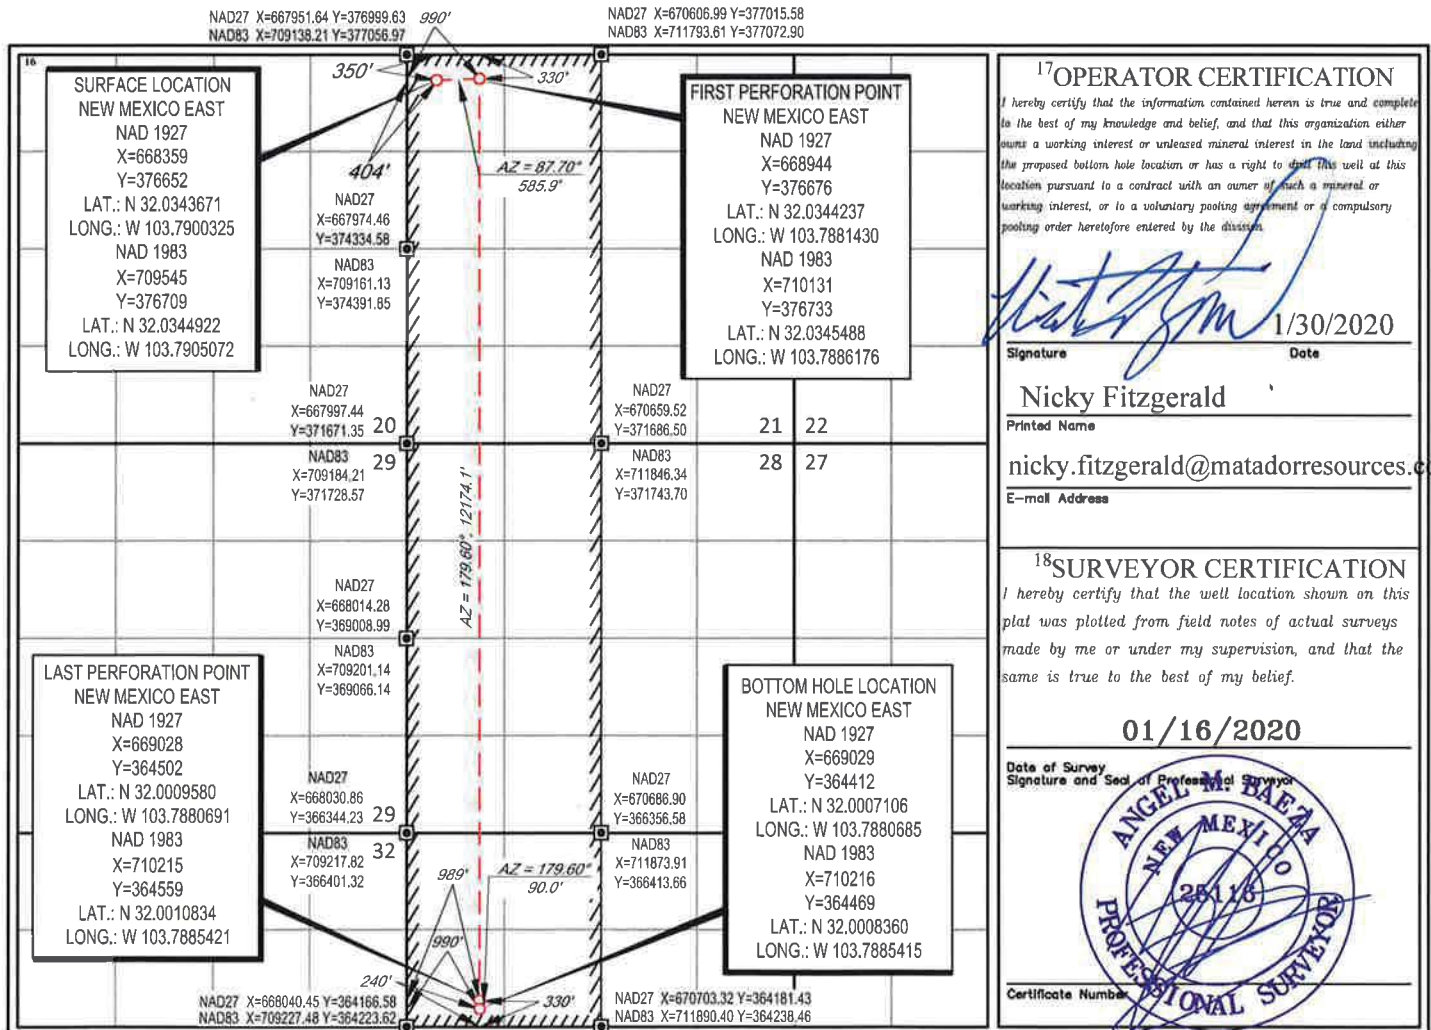 NAD27 X=667951.64 Y=376999.63
NAD83 X=709138.21 Y=377056.97
990'
NAD27 X=670606.99 Y=377015.58
NAD83 X=711793.61 Y=377072.90
16
350'
330'
404'
AZ = 87.70°
585.9'
SURFACE LOCATION
NEW MEXICO EAST
NAD 1927
X=668359
Y=376652
LAT.: N 32.0343671
LONG.: W 103.7900325
NAD 1983
X=709545
Y=376709
LAT.: N 32.0344922
LONG.: W 103.7905072
NAD27
X=667974.46
Y=374334.58
NAD83
X=709161.13
Y=374391.85
FIRST PERFORATION POINT
NEW MEXICO EAST
NAD 1927
X=668944
Y=376676
LAT.: N 32.0344237
LONG.: W 103.7881430
NAD 1983
X=710131
Y=376733
LAT.: N 32.0345488
LONG.: W 103.7886176
NAD27
X=667997.44
Y=371671.35
20
NAD83
X=709184.21
Y=371728.57
29
NAD27
X=670659.52
Y=371686.50
NAD83
X=711846.34
Y=371743.70
21 22
28 27
AZ = 179.60°, 12174.1'
NAD27
X=668014.28
Y=369008.99
NAD83
X=709201.14
Y=369066.14
LAST PERFORATION POINT
NEW MEXICO EAST
NAD 1927
X=669028
Y=364502
LAT.: N 32.0009580
LONG.: W 103.7880691
NAD 1983
X=710215
Y=364559
LAT.: N 32.0010834
LONG.: W 103.7885421
NAD27
X=668030.86
Y=366344.23
29
NAD83
X=709217.82
Y=366401.32
32
BOTTOM HOLE LOCATION
NEW MEXICO EAST
NAD 1927
X=669029
Y=364412
LAT.: N 32.0007106
LONG.: W 103.7880685
NAD 1983
X=710216
Y=364469
LAT.: N 32.0008360
LONG.: W 103.7885415
NAD27
X=670686.90
Y=366356.58
NAD83
X=711873.91
Y=366413.66
989'
AZ = 179.60°
90.0'
990'
240'
330'
NAD27 X=668040.45 Y=364166.58
NAD83 X=709227.48 Y=364223.62
NAD27 X=670703.32 Y=364181.43
NAD83 X=711890.40 Y=364238.46
17OPERATOR CERTIFICATION
I hereby certify that the information contained herein is true and complete
to the best of my knowledge and belief, and that this organization either
owns a working interest or unleased mineral interest in the land including
the proposed bottom hole location or has a right to drill this well at this
location pursuant to a contract with an owner of such a mineral or
working interest, or to a voluntary pooling agreement or a compulsory
pooling order heretofore entered by the division
1/30/2020
Signature Date
Nicky Fitzgerald
Printed Name
nicky.fitzgerald@matadorresources.c
E-mail Address
18SURVEYOR CERTIFICATION
I hereby certify that the well location shown on this
plat was plotted from field notes of actual surveys
made by me or under my supervision, and that the
same is true to the best of my belief.
01/16/2020
Date of Survey
Signature and Seal of Professional Surveyor
ANGEL M. BAEZA
NEW MEXICO
25116
PROFESSIONAL SURVEYOR
Certificate Number